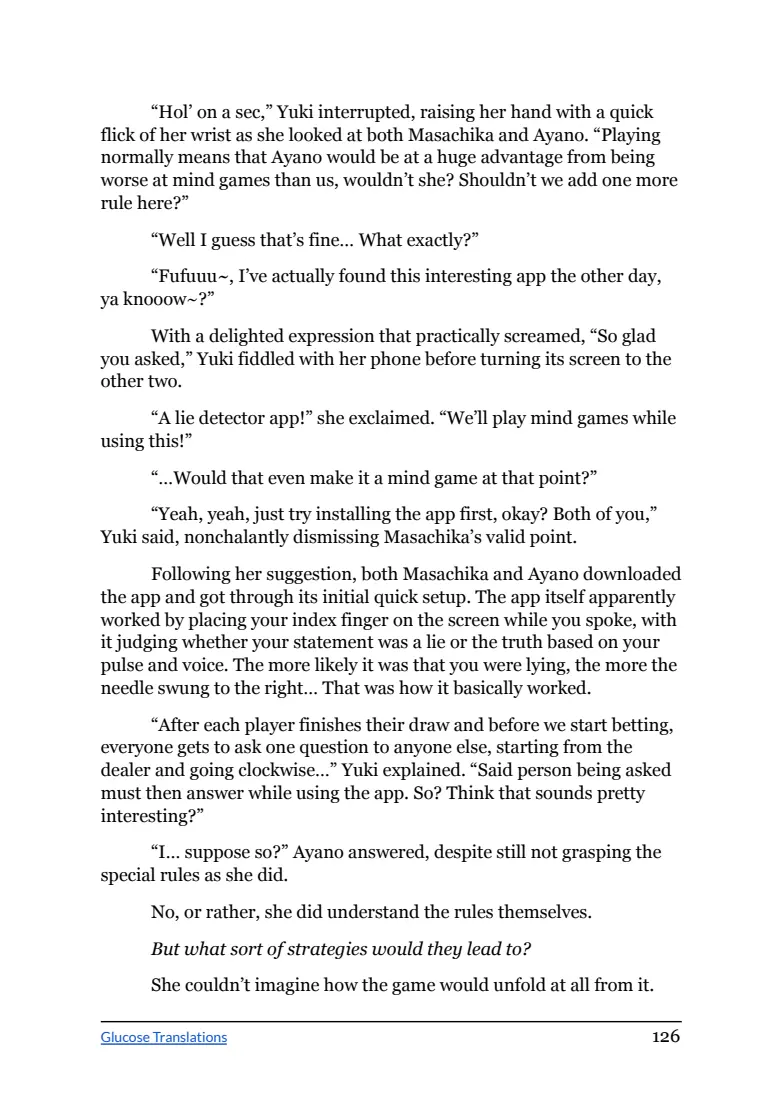 “Hol’ on a sec,” Yuki interrupted, raising her hand with a quick
flick of her wrist as she looked at both Masachika and Ayano. “Playing
normally means that Ayano would be at a huge advantage from being
worse at mind games than us, wouldn’t she? Shouldn’t we add one more
rule here?”
“Well I guess that’s fine… What exactly?”
“Fufuuu~, I’ve actually found this interesting app the other day,
ya knooow~?”
With a delighted expression that practically screamed, “So glad
you asked,” Yuki fiddled with her phone before turning its screen to the
other two.
“A lie detector app!” she exclaimed. “We’ll play mind games while
using this!”
“…Would that even make it a mind game at that point?”
“Yeah, yeah, just try installing the app first, okay? Both of you,”
Yuki said, nonchalantly dismissing Masachika’s valid point.
Following her suggestion, both Masachika and Ayano downloaded
the app and got through its initial quick setup. The app itself apparently
worked by placing your index finger on the screen while you spoke, with
it judging whether your statement was a lie or the truth based on your
pulse and voice. The more likely it was that you were lying, the more the
needle swung to the right… That was how it basically worked.
“After each player finishes their draw and before we start betting,
everyone gets to ask one question to anyone else, starting from the
dealer and going clockwise…” Yuki explained. “Said person being asked
must then answer while using the app. So? Think that sounds pretty
interesting?”
“I… suppose so?” Ayano answered, despite still not grasping the
special rules as she did.
No, or rather, she did understand the rules themselves.
But what sort of strategies would they lead to?
She couldn’t imagine how the game would unfold at all from it.
Glucose Translations 126